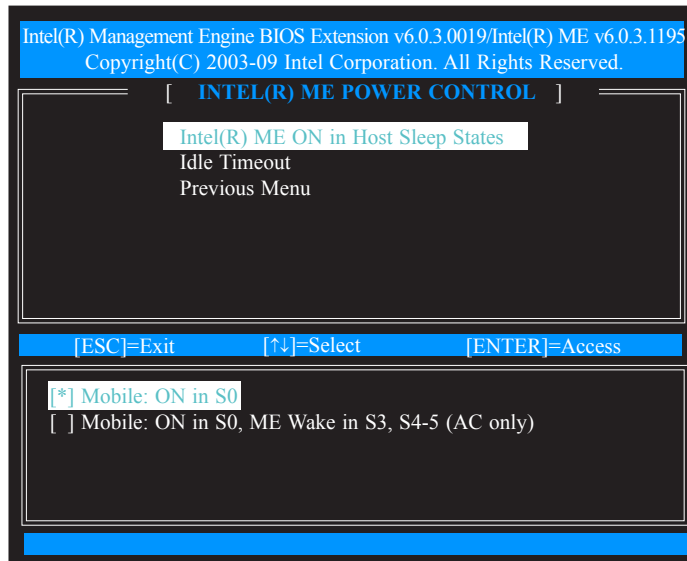 Intel(R) Management Engine BIOS Extension v6.0.3.0019/Intel(R) ME v6.0.3.1195
Copyright(C) 2003-09 Intel Corporation. All Rights Reserved.
[ INTEL(R) ME POWER CONTROL ]
Intel(R) ME ON in Host Sleep States
Idle Timeout
Previous Menu
[ESC]=Exit [↑↓]=Select [ENTER]=Access
[*] Mobile: ON in S0
[ ] Mobile: ON in S0, ME Wake in S3, S4-5 (AC only)